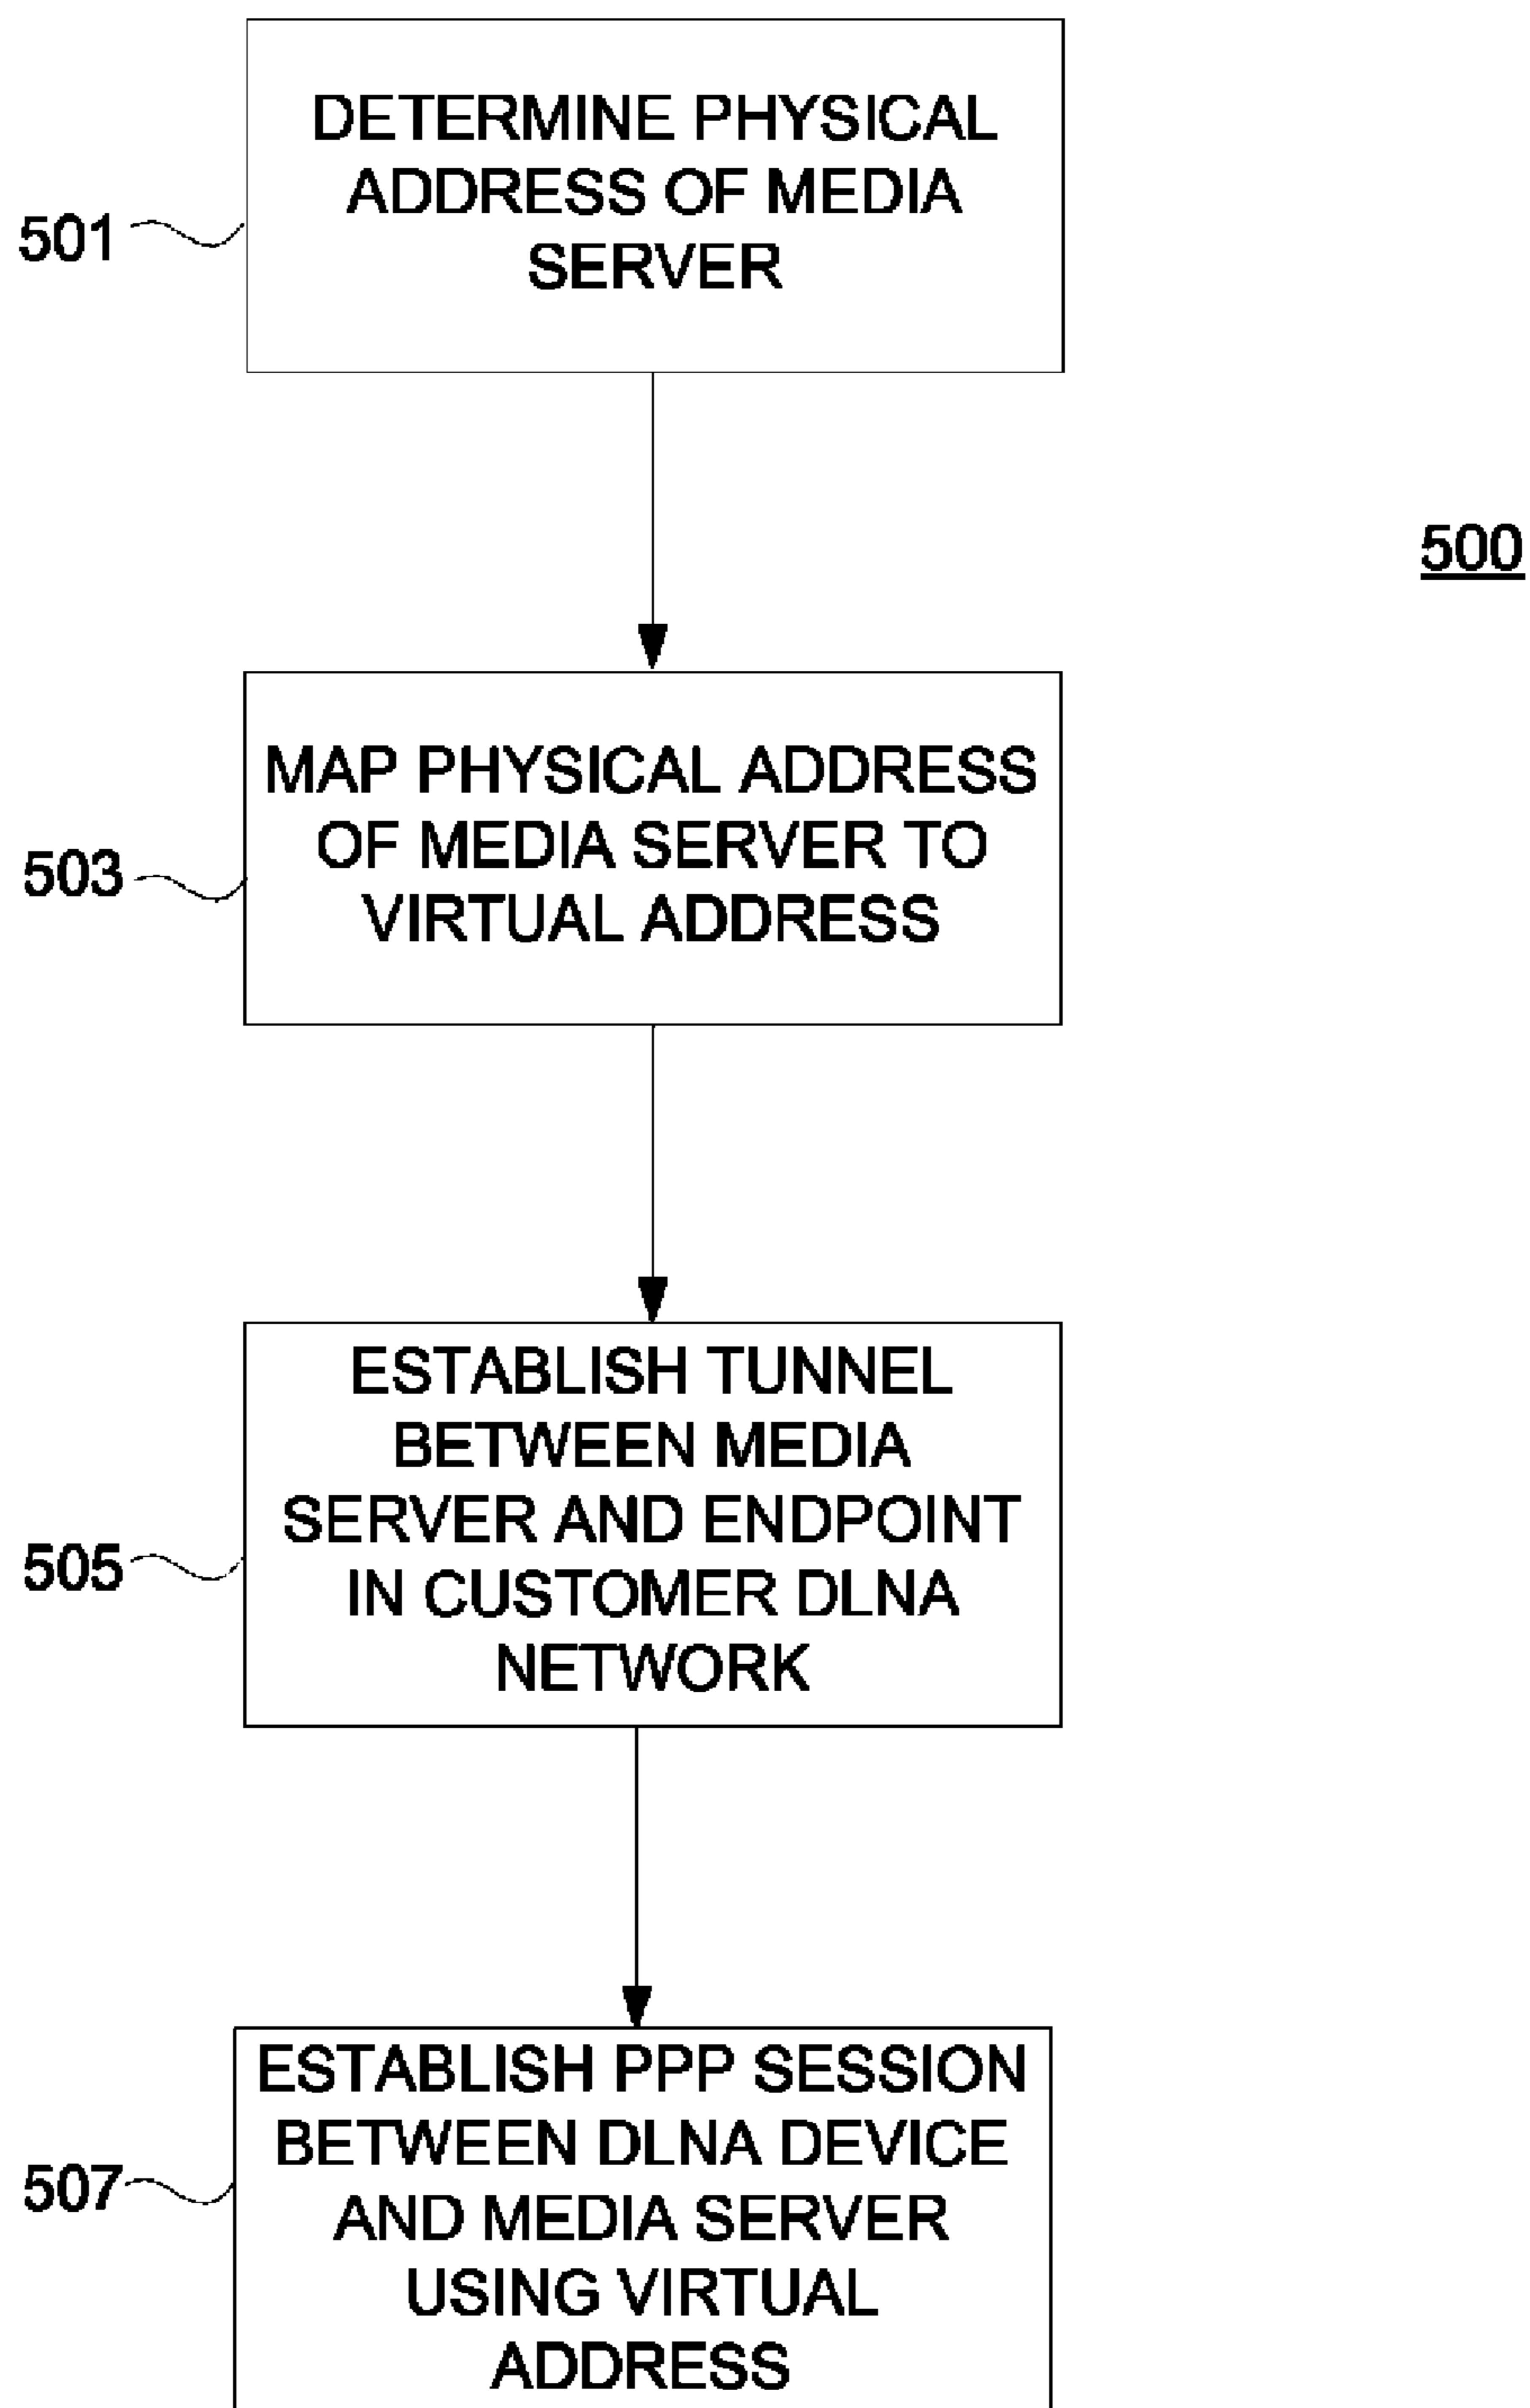 DETERMINE PHYSICAL
ADDRESS OF MEDIA
SERVER
501
500
MAP PHYSICAL ADDRESS
OF MEDIA SERVER TO
VIRTUAL ADDRESS
503
ESTABLISH TUNNEL
BETWEEN MEDIA
SERVER AND ENDPOINT
IN CUSTOMER DLNA
NETWORK
505
ESTABLISH PPP SESSION
BETWEEN DLNA DEVICE
AND MEDIA SERVER
USING VIRTUAL
ADDRESS
507